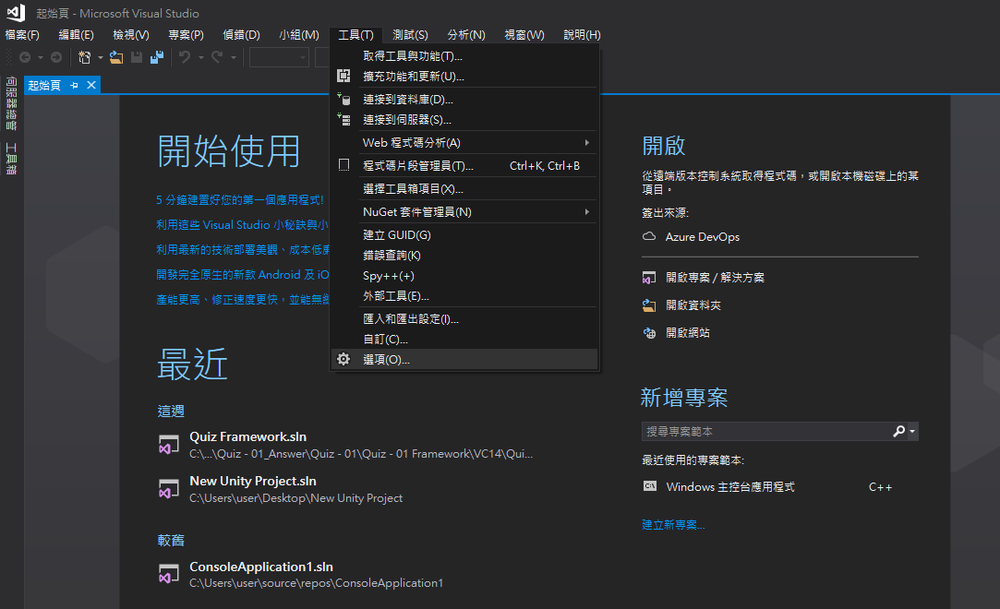 起始頁 - Microsoft Visual Studio
檔案(F) 編輯(E) 檢視(V) 專案(P) 偵錯(D) 小組(M) 工具(T) 測試(S) 分析(N) 視窗(W) 說明(H)
伺服器總管
工具箱
起始頁
取得工具與功能(T)...
擴充功能和更新(U)...
連接到資料庫(D)...
連接到伺服器(S)...
Web 程式碼分析(A)
程式碼片段管理員(T)... Ctrl+K, Ctrl+B
選擇工具箱項目(X)...
NuGet 套件管理員(N)
建立 GUID(G)
錯誤查詢(K)
Spy++(+)
外部工具(E)...
匯入和匯出設定(I)...
自訂(C)...
選項(O)...
開始使用
5 分鐘建置好您的第一個應用程式!
利用這些 Visual Studio 小秘訣與小
利用最新的技術部署美觀、成本低廉
開發完全原生的新款 Android 及 iO
產能更高、修正速度更快，並能無
最近
這週
Quiz Framework.sln
C:\...\Quiz - 01_Answer\Quiz - 01\Quiz - 01 Framework\VC14\Qui...
New Unity Project.sln
C:\Users\user\Desktop\New Unity Project
較舊
ConsoleApplication1.sln
C:\Users\user\source\repos\ConsoleApplication1
開啟
從遠端版本控制系統取得程式碼，或開啟本機磁碟上的某
項目。
簽出來源:
Azure DevOps
開啟專案 / 解決方案
開啟資料夾
開啟網站
新增專案
搜尋專案範本
最近使用的專案範本:
Windows 主控台應用程式 C++
建立新專案...